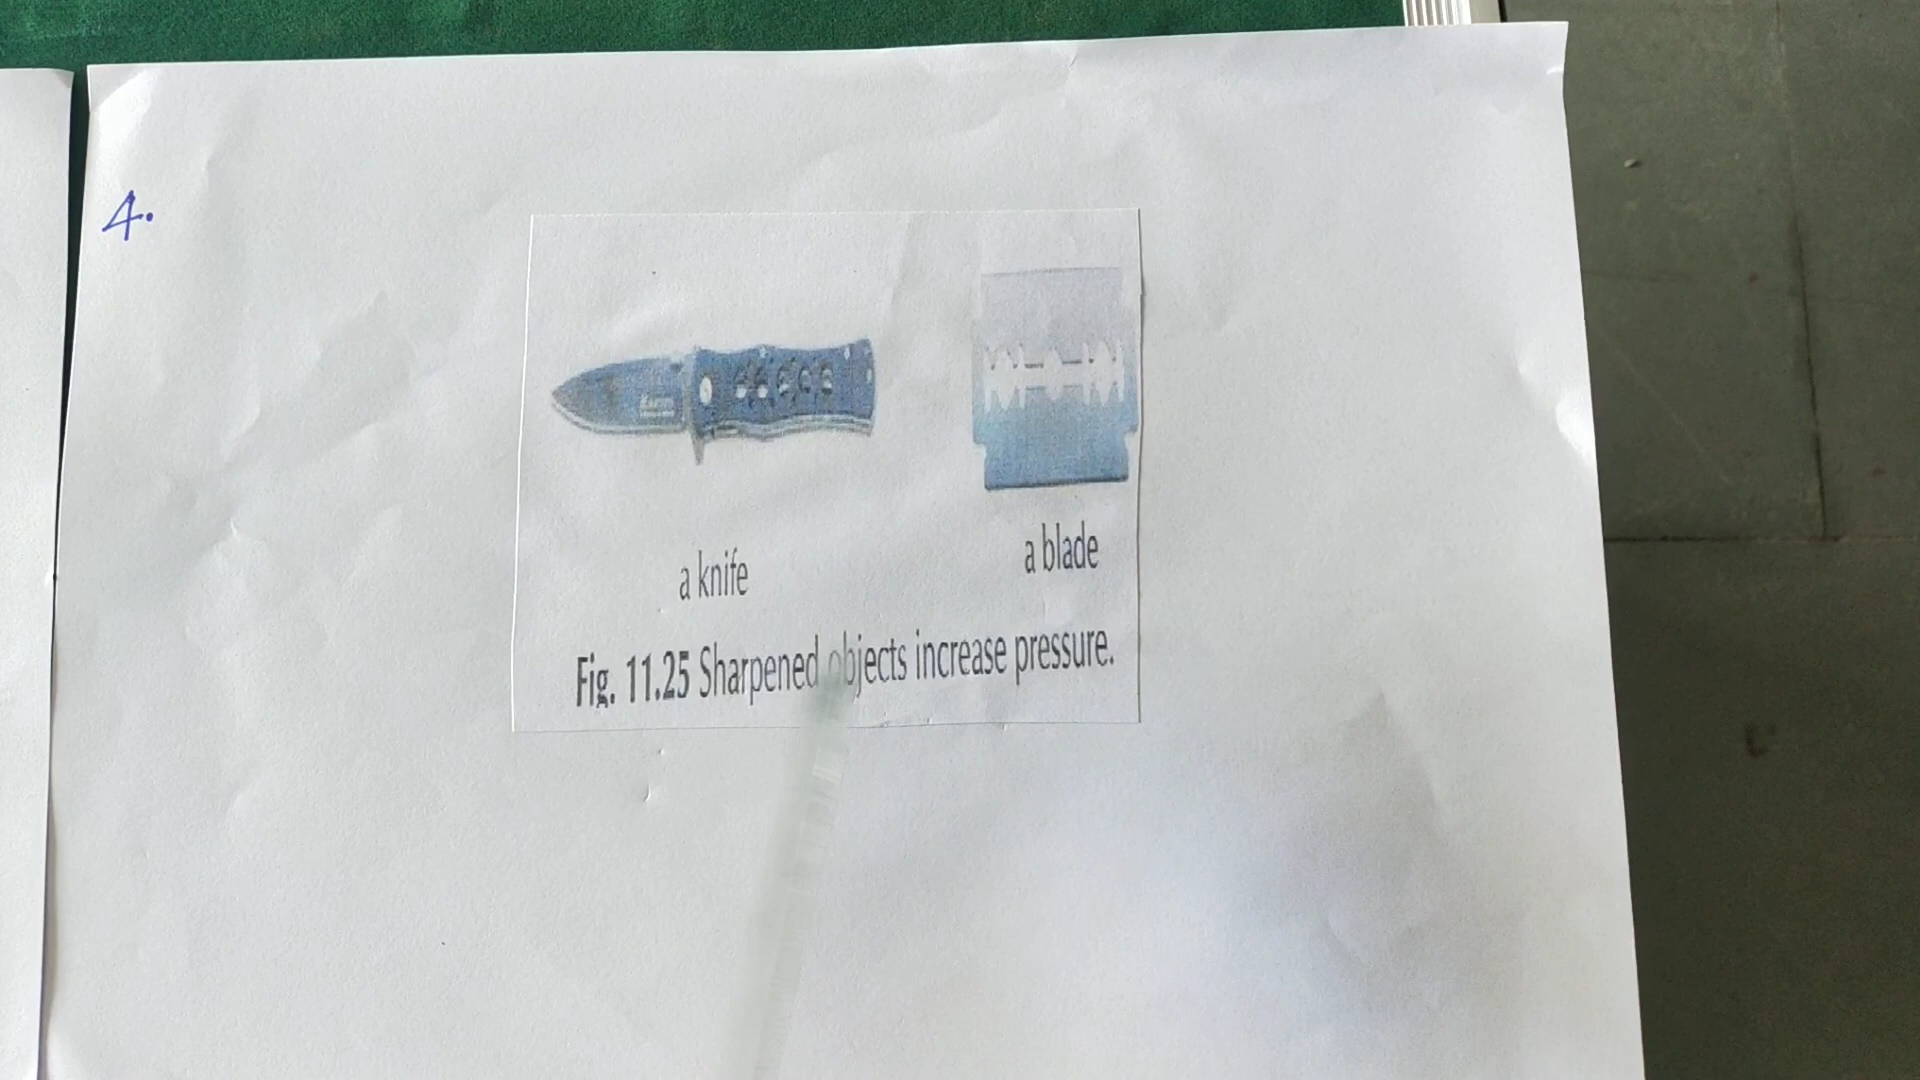 4.
a knife
a blade
Fig. 11.25 Sharpened objects increase pressure.